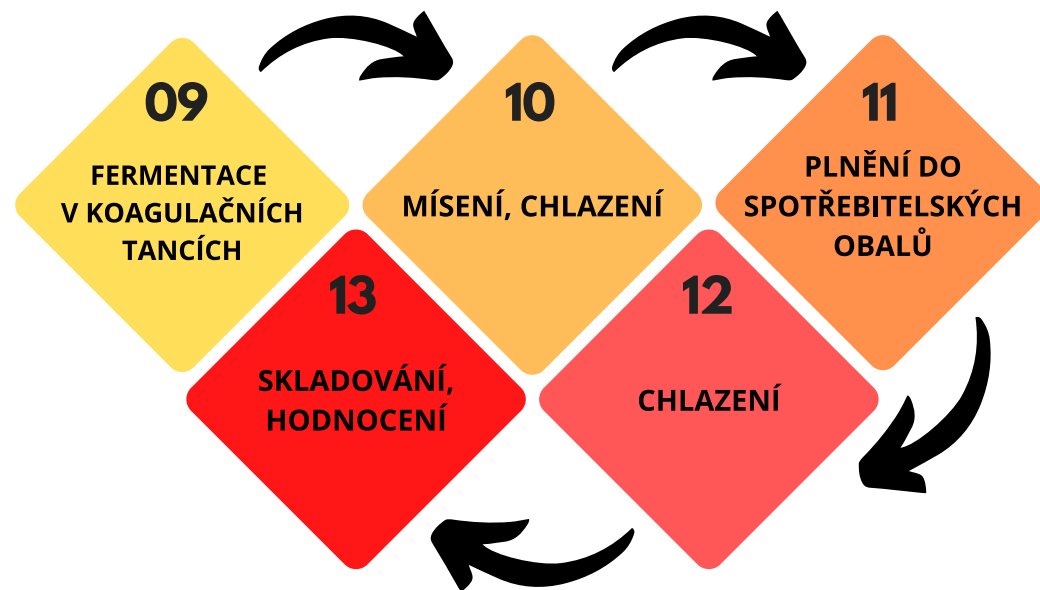 09
FERMENTACE
V KOAGULAČNÍCH
TANCÍCH
10
MÍSENÍ, CHLAZENÍ
11
PLNĚNÍ DO
SPOTŘEBITELSKÝCH
OBALŮ
12
CHLAZENÍ
13
SKLADOVÁNÍ,
HODNOCENÍ